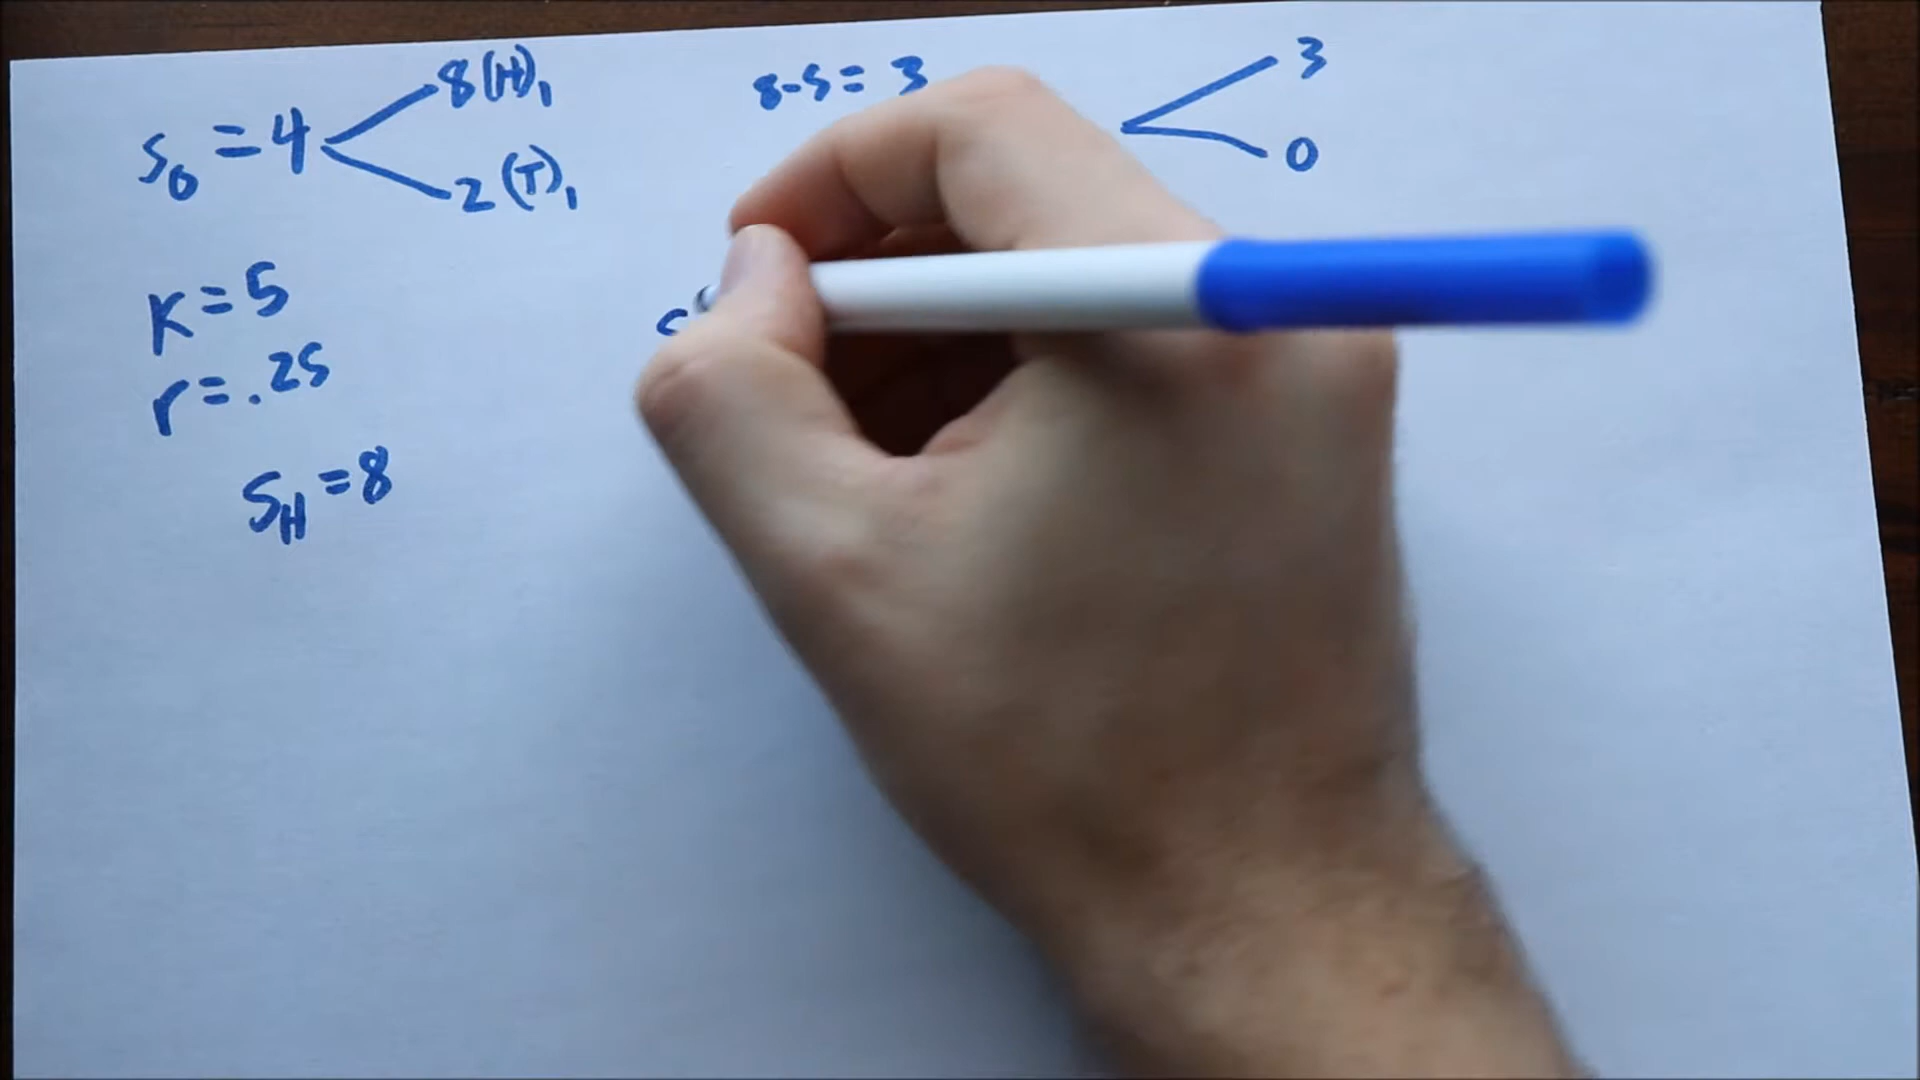 S₀ = 4
8 (H)₁
2 (T)₁
8-5 = 3
3
0
K = 5
r = .25
S_H = 8